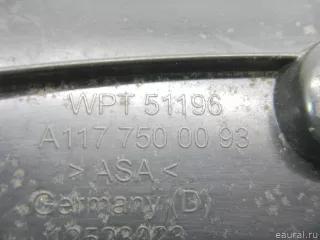 WPT 51196
A117 750 00 93
> ASA <
Germany (D)
eaural.ru